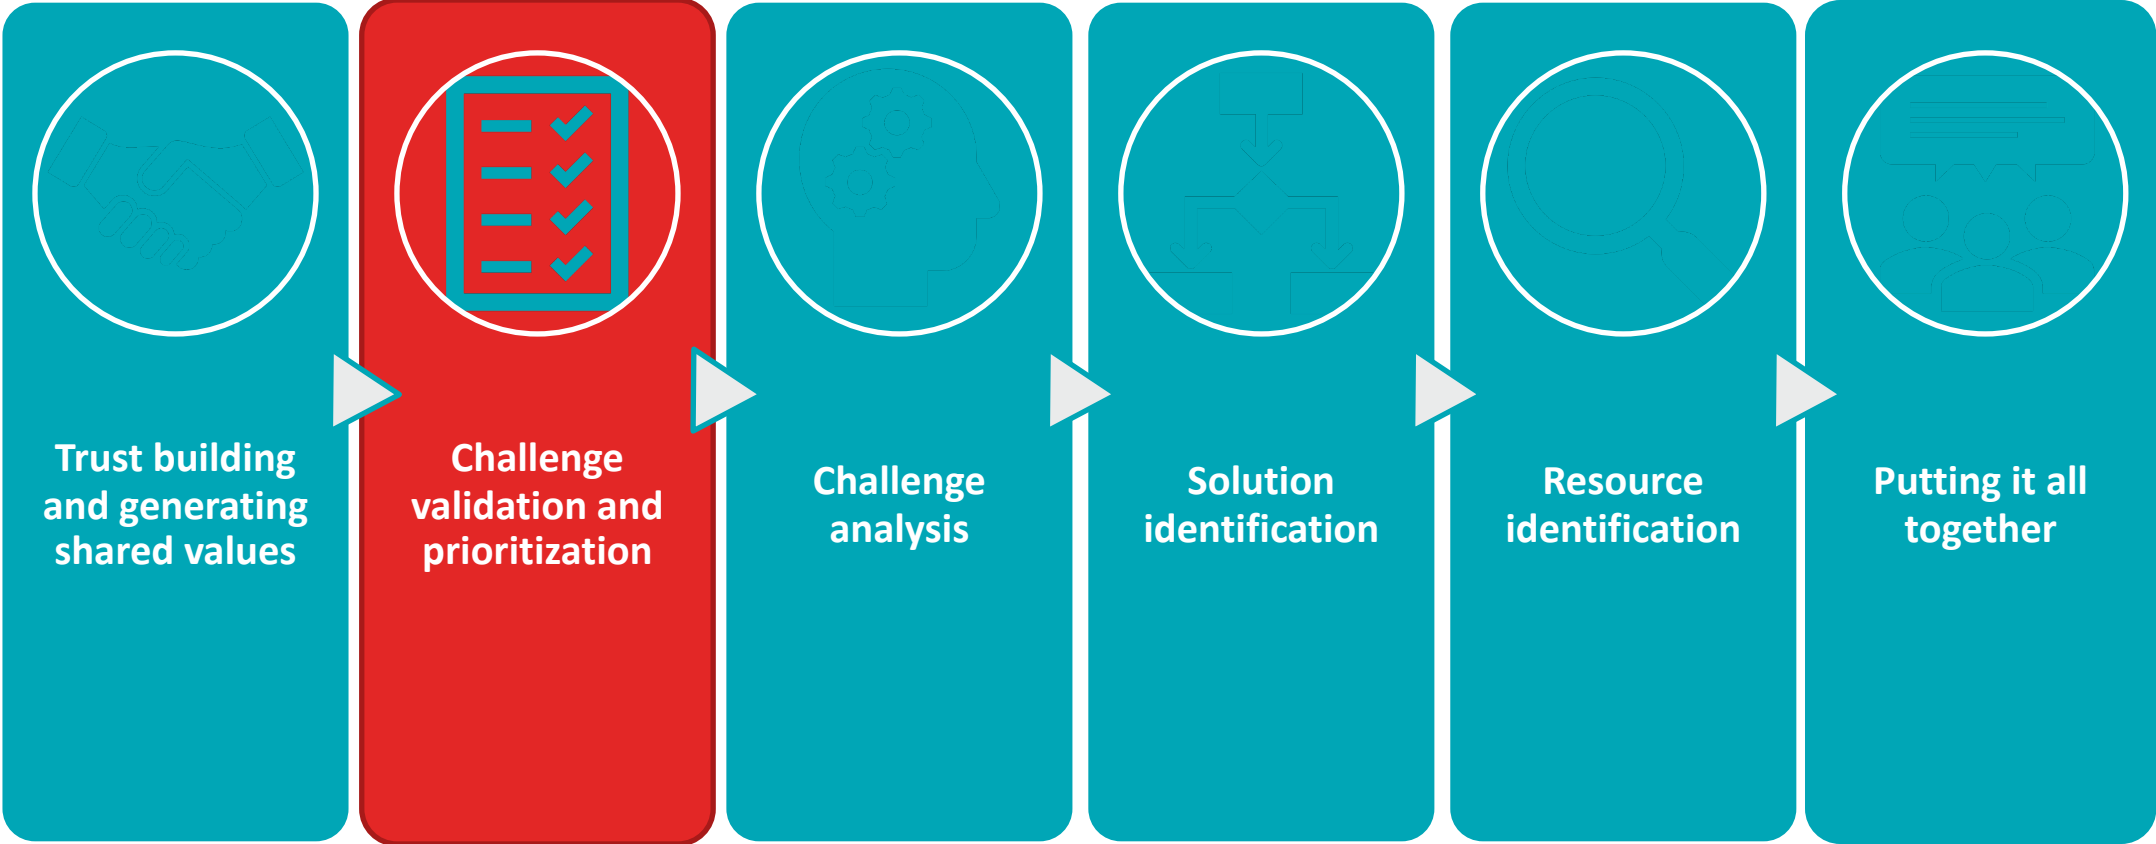 Trust building
and generating
shared values
Challenge
validation and
prioritization
Challenge
analysis
Solution
identification
Resource
identification
Putting it all
together